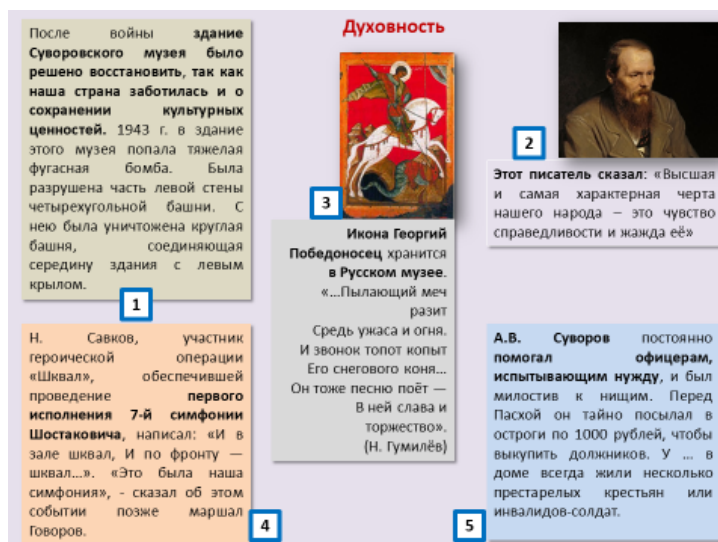 Духовность
После войны здание
Суворовского музея было
решено восстановить, так как
наша страна заботилась и о
сохранении культурных
ценностей. 1943 г. в здание
этого музея попала тяжелая
фугасная бомба. Была
разрушена часть левой стены
четырехугольной башни. С
нею была уничтожена круглая
башня, соединяющая
середину здания с левым
крылом.
1
2
Этот писатель сказал: «Высшая
и самая характерная черта
нашего народа – это чувство
справедливости и жажда её»
3
Икона Георгий
Победоносец хранится
в Русском музее.
«…Пылающий меч
разит
Средь ужаса и огня.
И звонок топот копыт
Его снегового коня…
Он тоже песню поёт —
В ней слава и
торжество».
(Н. Гумилёв)
Н. Савков, участник
героической операции
«Шквал», обеспечившей
проведение первого
исполнения 7-й симфонии
Шостаковича, написал: «И в
зале шквал, И по фронту —
шквал…». «Это была наша
симфония», - сказал об этом
событии позже маршал
Говоров.
4
А.В. Суворов постоянно
помогал офицерам,
испытывающим нужду, и был
милостив к нищим. Перед
Пасхой он тайно посылал в
остроги по 1000 рублей, чтобы
выкупить должников. У … в
доме всегда жили несколько
престарелых крестьян или
инвалидов-солдат.
5